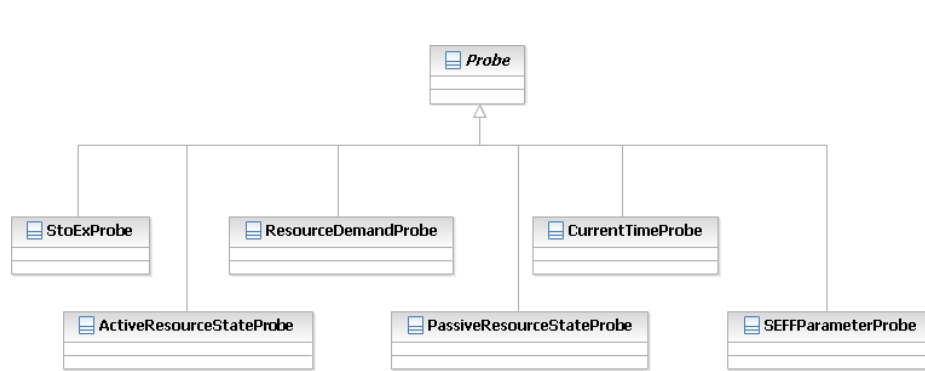 Probe
StoExProbe
ResourceDemandProbe
CurrentTimeProbe
ActiveResourceStateProbe
PassiveResourceStateProbe
SEFFParameterProbe